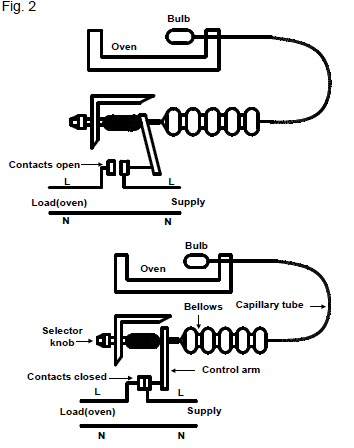 Fig. 2
Bulb
Oven
Contacts open
L L
Load(oven) Supply
N N
Bulb
Oven
Bellows Capillary tube
Selector
knob
Control arm
Contacts closed
L L
Load(oven) Supply
N N